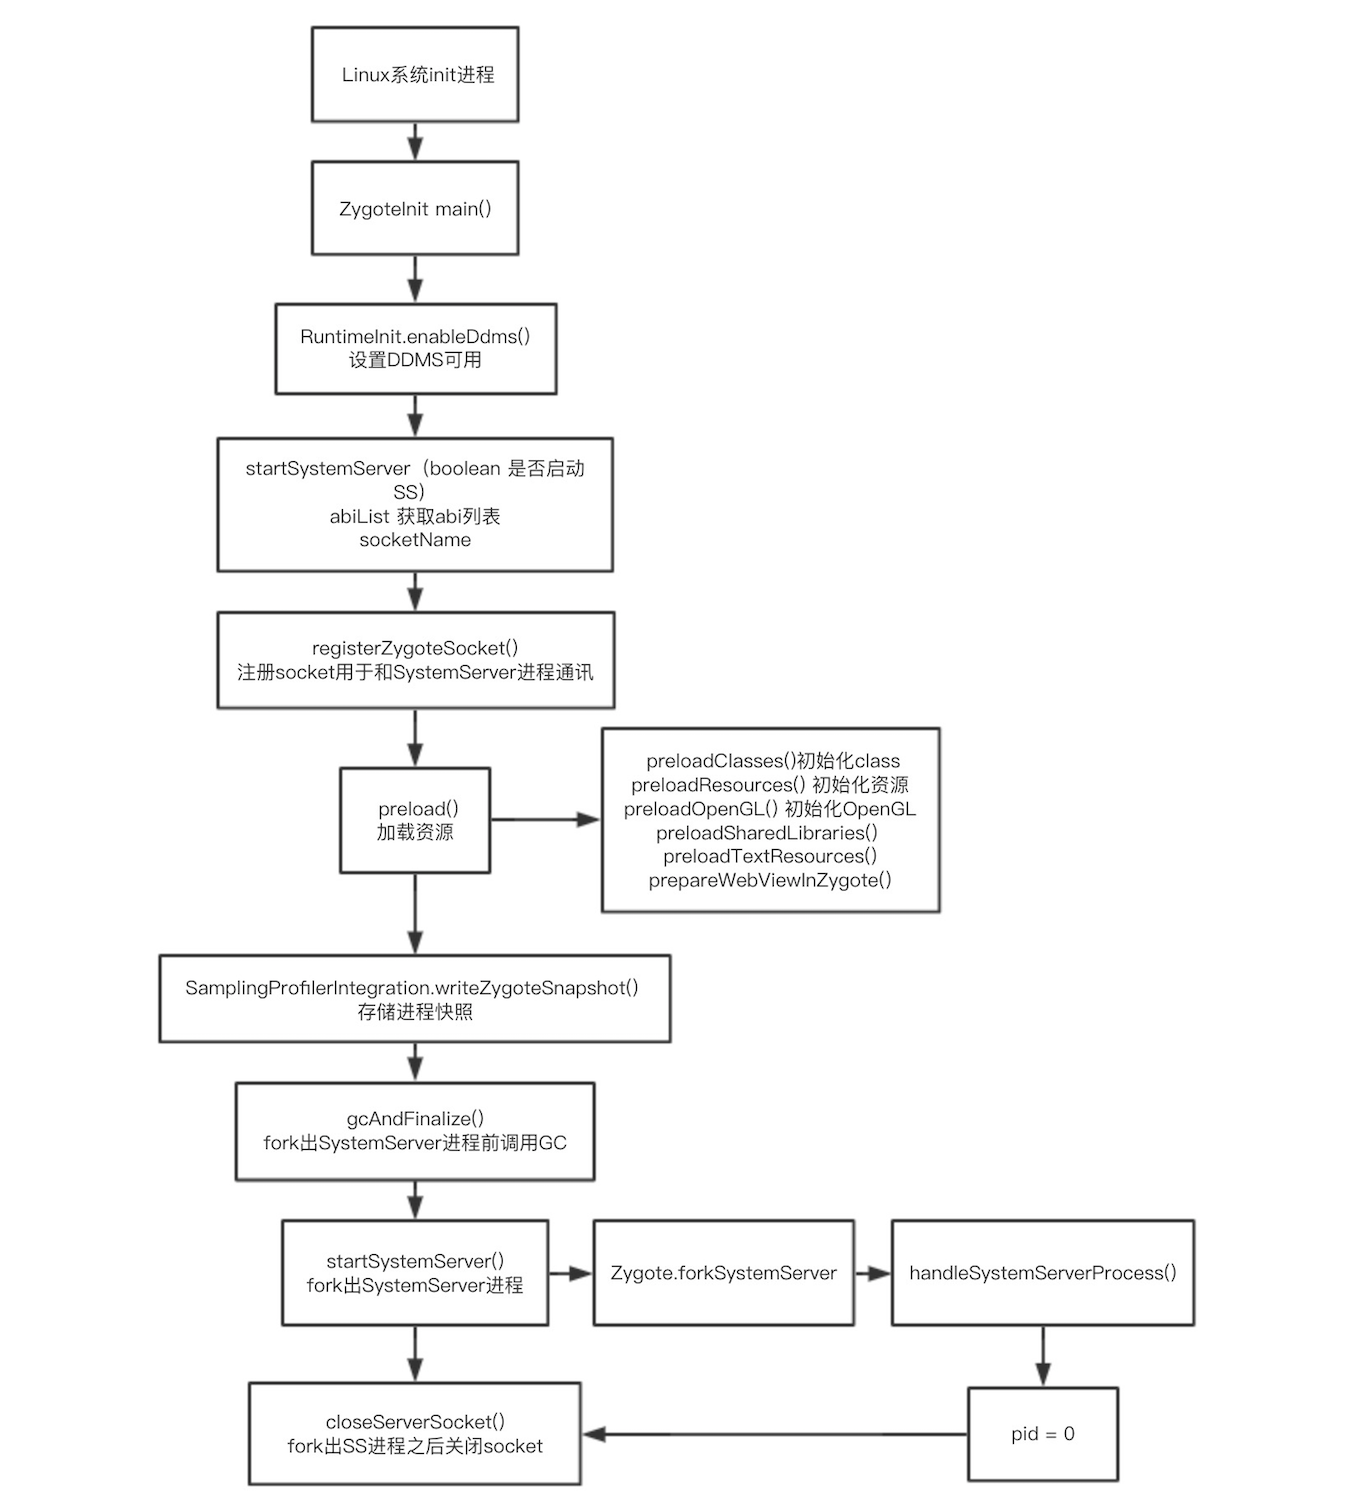 Linux系统init进程
ZygoteInit main()
RuntimeInit.enableDdms()
设置DDMS可用
startSystemServer（boolean 是否启动
SS）
abiList 获取abi列表
socketName
registerZygoteSocket()
注册socket用于和SystemServer进程通讯
preload()
加载资源
preloadClasses()初始化class
preloadResources() 初始化资源
preloadOpenGL() 初始化OpenGL
preloadSharedLibraries()
preloadTextResources()
prepareWebViewInZygote()
SamplingProfilerIntegration.writeZygoteSnapshot()
存储进程快照
gcAndFinalize()
fork出SystemServer进程前调用GC
startSystemServer()
fork出SystemServer进程
Zygote.forkSystemServer
handleSystemServerProcess()
pid = 0
closeServerSocket()
fork出SS进程之后关闭socket